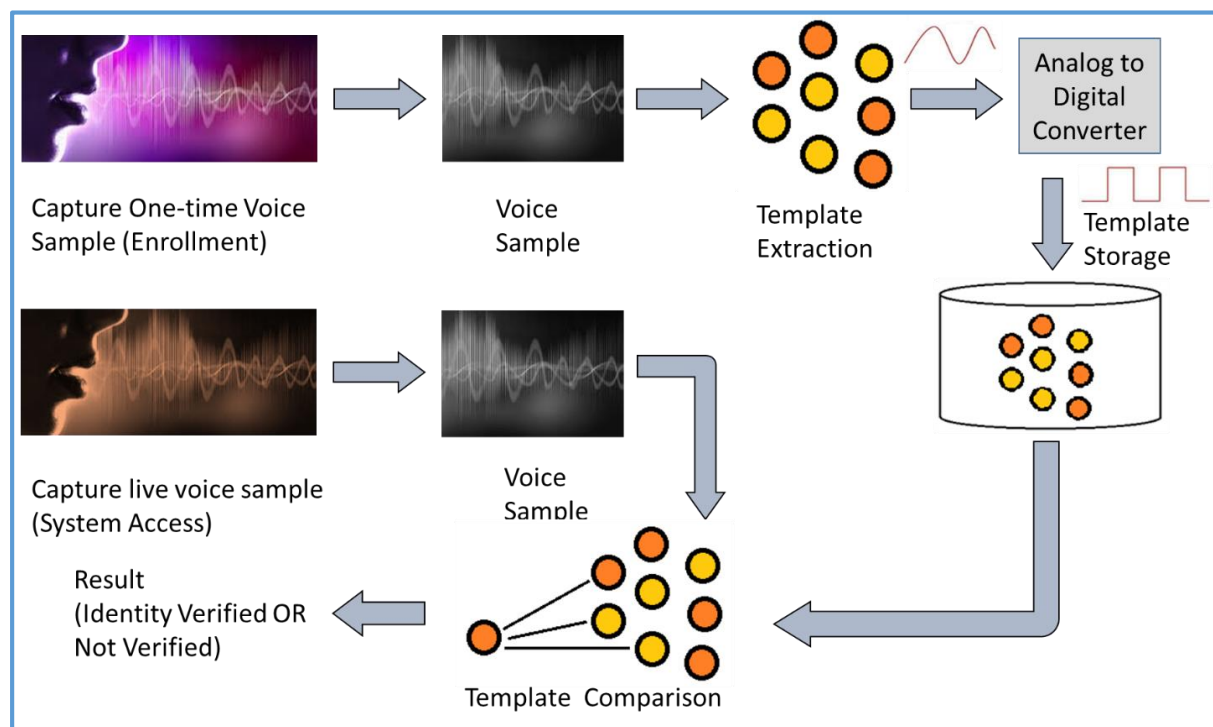 Capture One-time Voice
Sample (Enrollment)
Voice
Sample
Template
Extraction
Analog to
Digital
Converter
Template
Storage
Capture live voice sample
(System Access)
Voice
Sample
Result
(Identity Verified OR
Not Verified)
Template Comparison